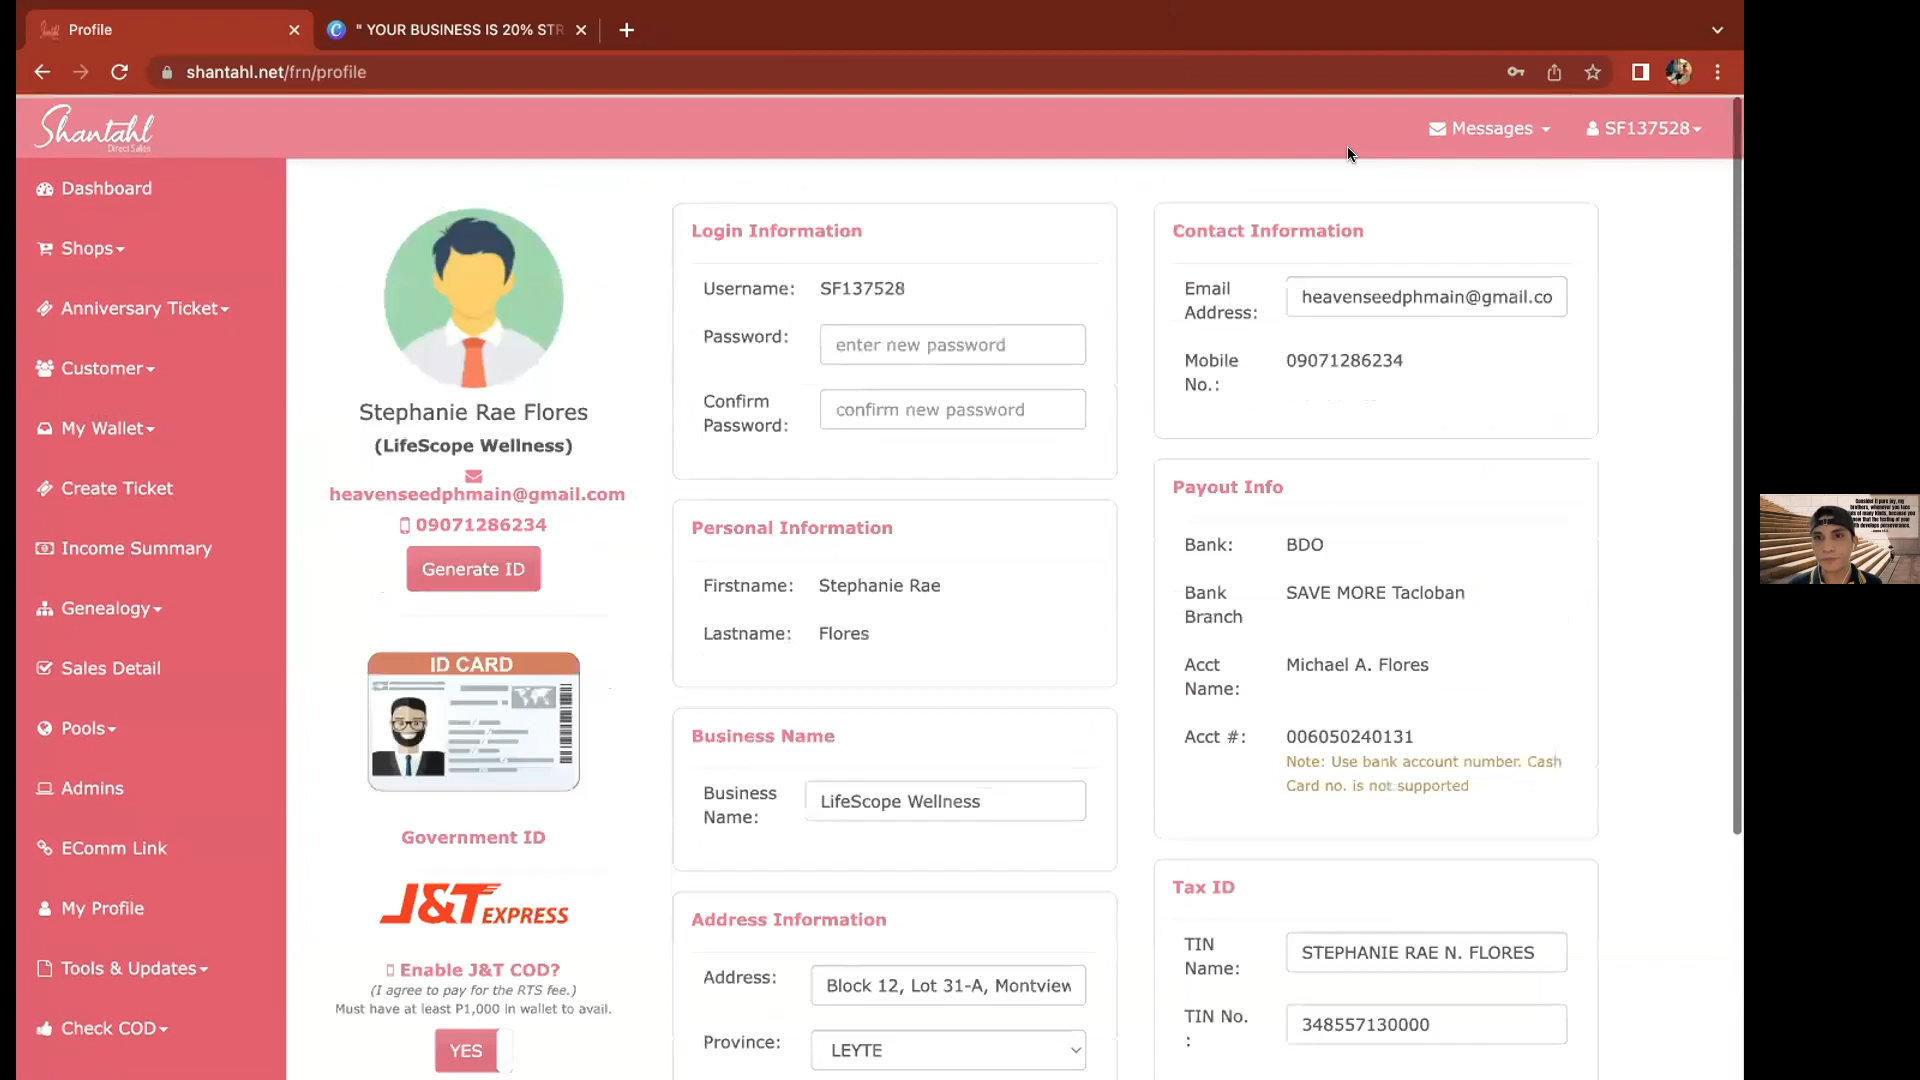 Profile
" YOUR BUSINESS IS 20% STR
shantahl.net/frn/profile
Shantahl
Direct Sales
Messages
SF137528
Dashboard
Shops
Anniversary Ticket
Customer
My Wallet
Create Ticket
Income Summary
Genealogy
Sales Detail
Pools
Admins
EComm Link
My Profile
Tools & Updates
Check COD
Stephanie Rae Flores
(LifeScope Wellness)
heavenseedphmain@gmail.com
09071286234
Generate ID
ID CARD
Government ID
J&T EXPRESS
Enable J&T COD?
(I agree to pay for the RTS fee.)
Must have at least P1,000 in wallet to avail.
YES
Login Information
Username: SF137528
Password: enter new password
Confirm Password: confirm new password
Personal Information
Firstname: Stephanie Rae
Lastname: Flores
Business Name
Business Name: LifeScope Wellness
Address Information
Address: Block 12, Lot 31-A, Montview
Province: LEYTE
Contact Information
Email Address: heavenseedphmain@gmail.co
Mobile No.: 09071286234
Payout Info
Bank: BDO
Bank Branch SAVE MORE Tacloban
Acct Name: Michael A. Flores
Acct #: 006050240131
Note: Use bank account number. Cash
Card no. is not supported
Tax ID
TIN Name: STEPHANIE RAE N. FLORES
TIN No. : 348557130000